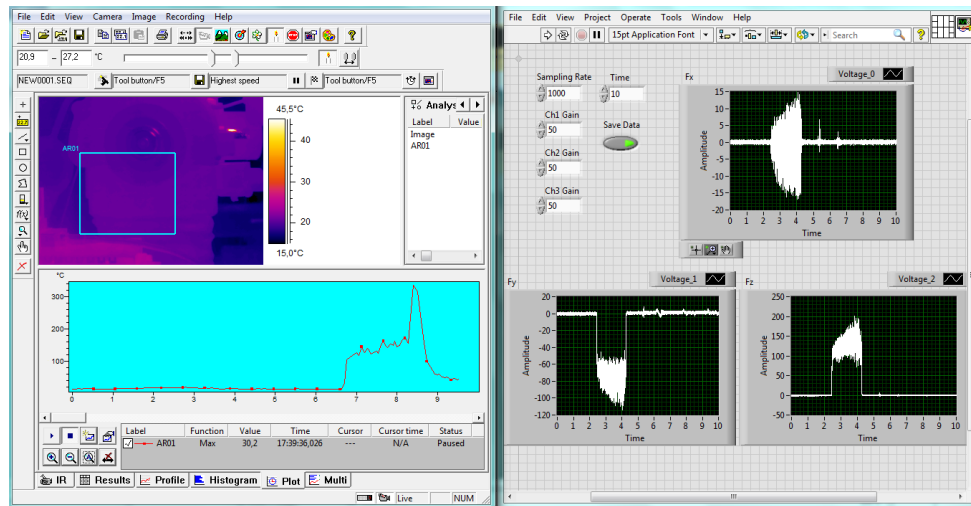 File Edit View Camera Image Recording Help
20,9 – 27,2 °C
NEW/0001.SEQ Tool button/F5 Highest speed Tool button/F5
AR01
45,5°C
40
30
20
15,0°C
Analys
Label Value
Image
AR01
°C
300
200
100
0 1 2 3 4 5 6 7 8 9
Label Function Value Time Cursor Cursor time Status
AR01 Max 30,2 17:39:36,026 --- N/A Paused
IR Results Profile Histogram Plot Multi
Live NUM
File Edit View Project Operate Tools Window Help
15pt Application Font Search
Sampling Rate Time
1000 10
Ch1 Gain
50
Save Data
Ch2 Gain
50
Ch3 Gain
50
Fx Voltage_0
15
10
5
0
-5
-10
-15
-20
Amplitude
0 1 2 3 4 5 6 7 8 9 10
Time
Fy Voltage_1
20
0
-20
-40
-60
-80
-100
-120
Amplitude
0 1 2 3 4 5 6 7 8 9 10
Time
Fz Voltage_2
250
200
150
100
50
0
-50
Amplitude
0 1 2 3 4 5 6 7 8 9 10
Time